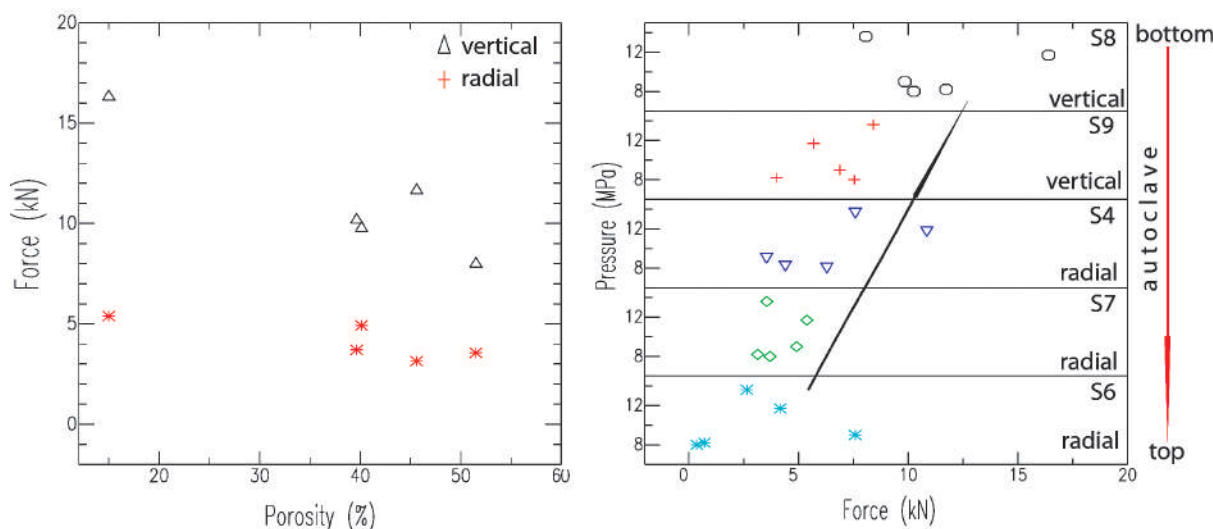 20
15
10
5
0
Force (kN)
20
30
40
50
60
Porosity (%)
vertical
radial
Pressure (MPa)
12
8
S8
vertical
12
8
S9
vertical
12
8
S4
radial
12
8
S7
radial
12
8
S6
radial
0
5
10
15
20
Force (kN)
bottom
autoclave
top